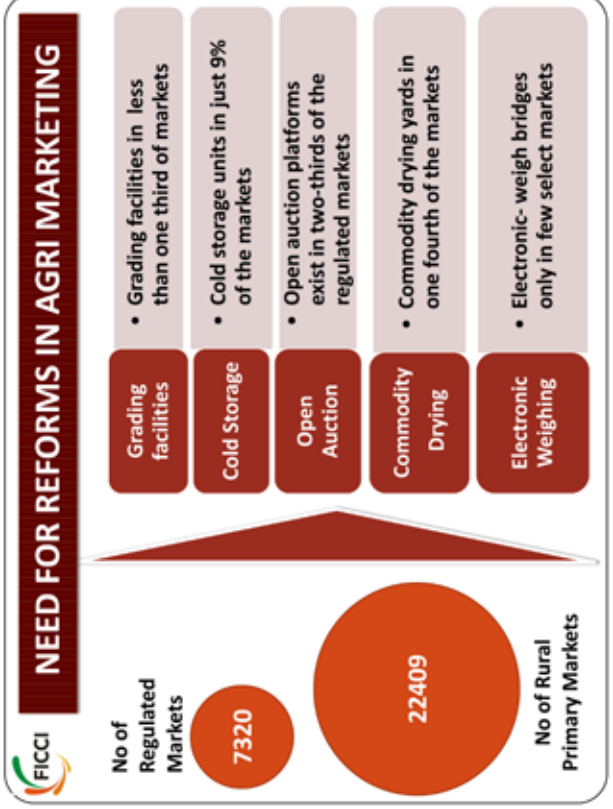 FICCI
NEED FOR REFORMS IN AGRI MARKETING
No of
Regulated
Markets
7320
22409
No of Rural
Primary Markets
Grading
facilities
• Grading facilities in less
than one third of markets
Cold Storage
• Cold storage units in just 9%
of the markets
Open
Auction
• Open auction platforms
exist in two-thirds of the
regulated markets
Commodity
Drying
• Commodity drying yards in
one fourth of the markets
Electronic
Weighing
• Electronic- weigh bridges
only in few select markets